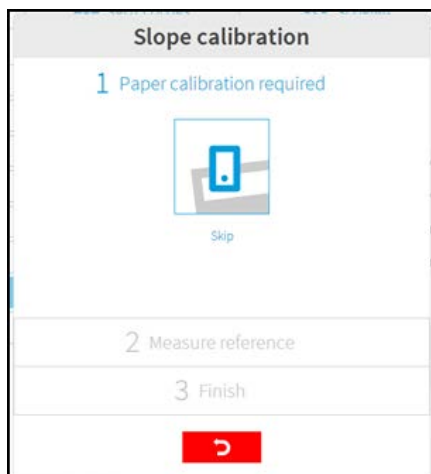 Slope calibration
1 Paper calibration required
Skip
2 Measure reference
3 Finish